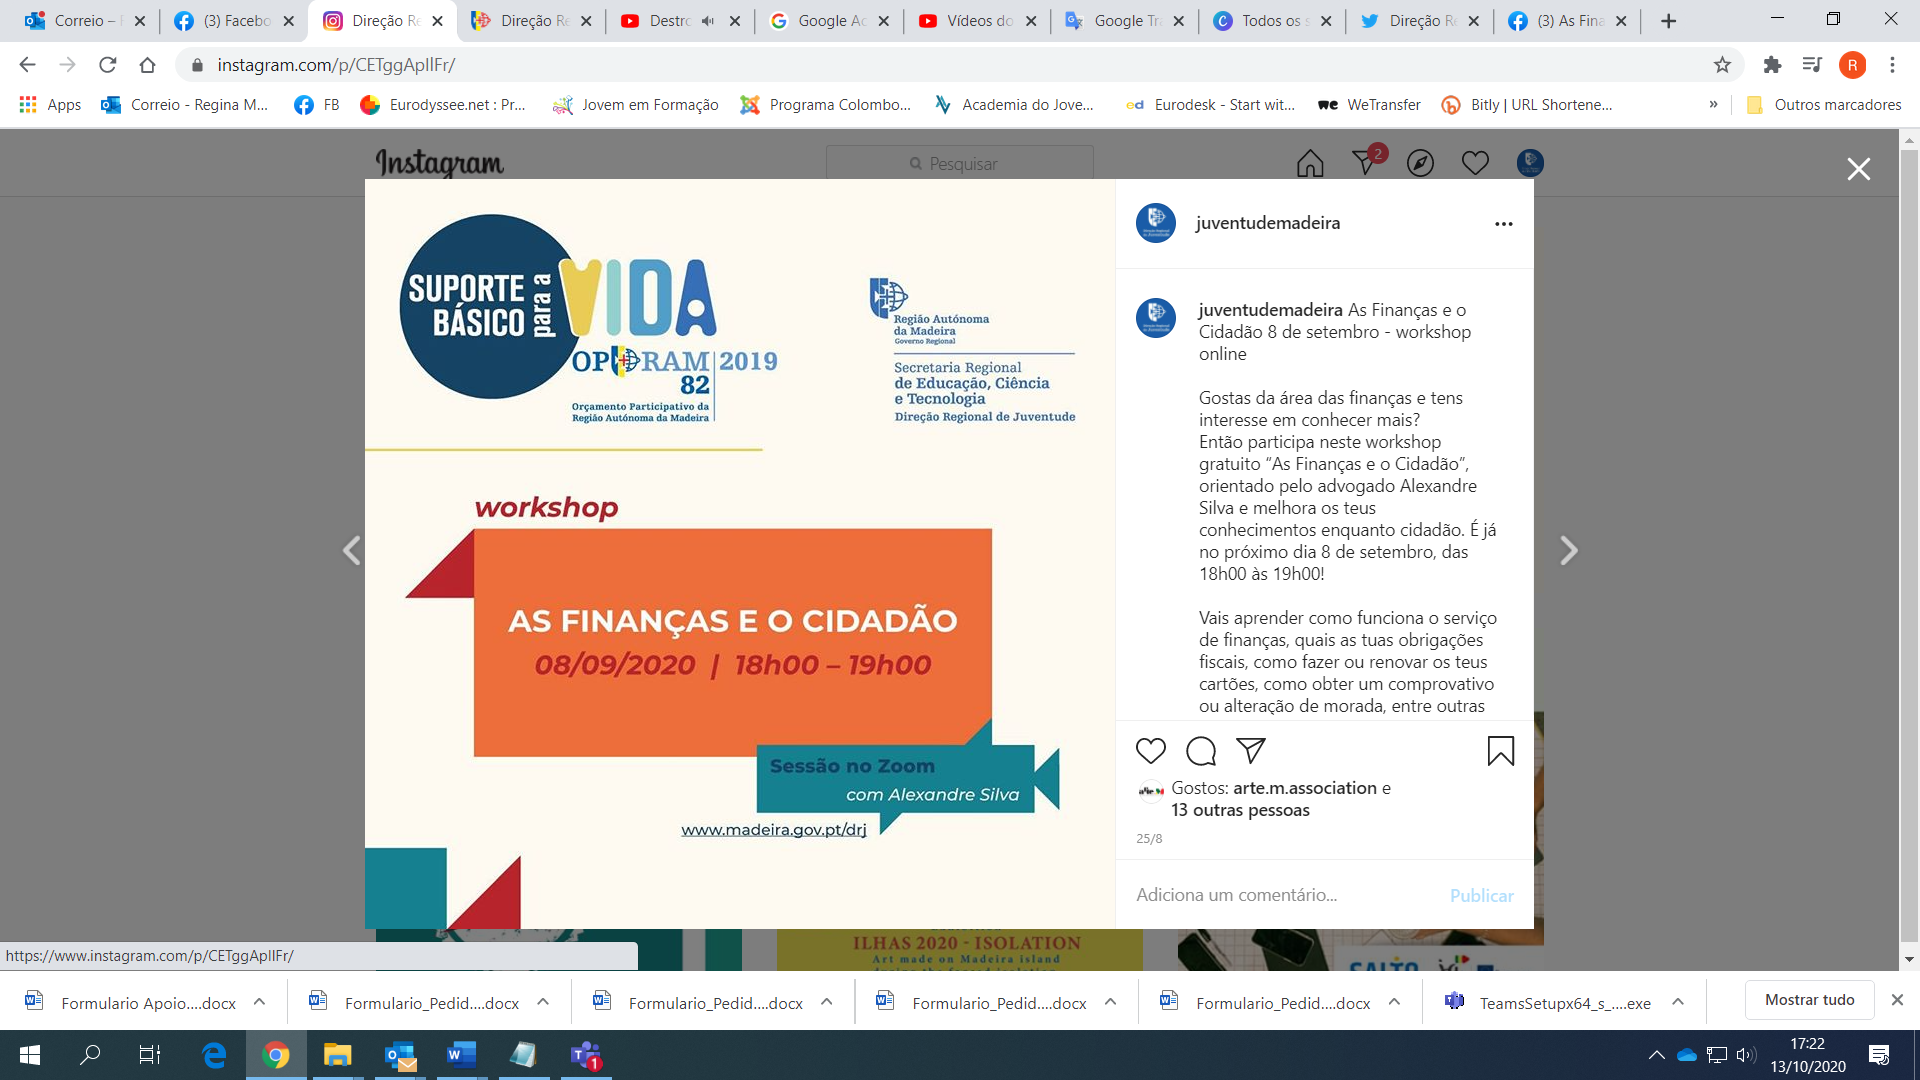 Correio –
(3) Facebo
Direção Re
Direção Re
Destro
Google Ac
Vídeos do
Google Tra
Todos os s
Direção Re
(3) As Fina
instagram.com/p/CETggApIlFr/
R
Apps
Correio - Regina M...
FB
Eurodyssee.net : Pr...
Jovem em Formação
Programa Colombo...
Academia do Jove...
Eurodesk - Start wit...
WeTransfer
Bitly | URL Shortene...
»
Outros marcadores
Instagram
Pesquisar
2
SUPORTE
BÁSICO
para a
VIDA
OP RAM 2019
82
Orçamento Participativo da
Região Autónoma da Madeira
Região Autónoma
da Madeira
Governo Regional
Secretaria Regional
de Educação, Ciência
e Tecnologia
Direção Regional de Juventude
workshop
AS FINANÇAS E O CIDADÃO
08/09/2020 | 18h00 – 19h00
Sessão no Zoom
com Alexandre Silva
www.madeira.gov.pt/drj
juventudemadeira
juventudemadeira As Finanças e o
Cidadão 8 de setembro - workshop
online
Gostas da área das finanças e tens
interesse em conhecer mais?
Então participa neste workshop
gratuito “As Finanças e o Cidadão”,
orientado pelo advogado Alexandre
Silva e melhora os teus
conhecimentos enquanto cidadão. É já
no próximo dia 8 de setembro, das
18h00 às 19h00!
Vais aprender como funciona o serviço
de finanças, quais as tuas obrigações
fiscais, como fazer ou renovar os teus
cartões, como obter um comprovativo
ou alteração de morada, entre outras
Gostos: arte.m.association e
13 outras pessoas
25/8
Adiciona um comentário...
Publicar
ILHAS 2020 - ISOLATION
Art made on Madeira island
SALTO
https://www.instagram.com/p/CETggApIlFr/
Formulario Apoio....docx
Formulario_Pedid....docx
Formulario_Pedid....docx
Formulario_Pedid....docx
Formulario_Pedid....docx
TeamsSetupx64_s_....exe
Mostrar tudo
1
17:22
13/10/2020